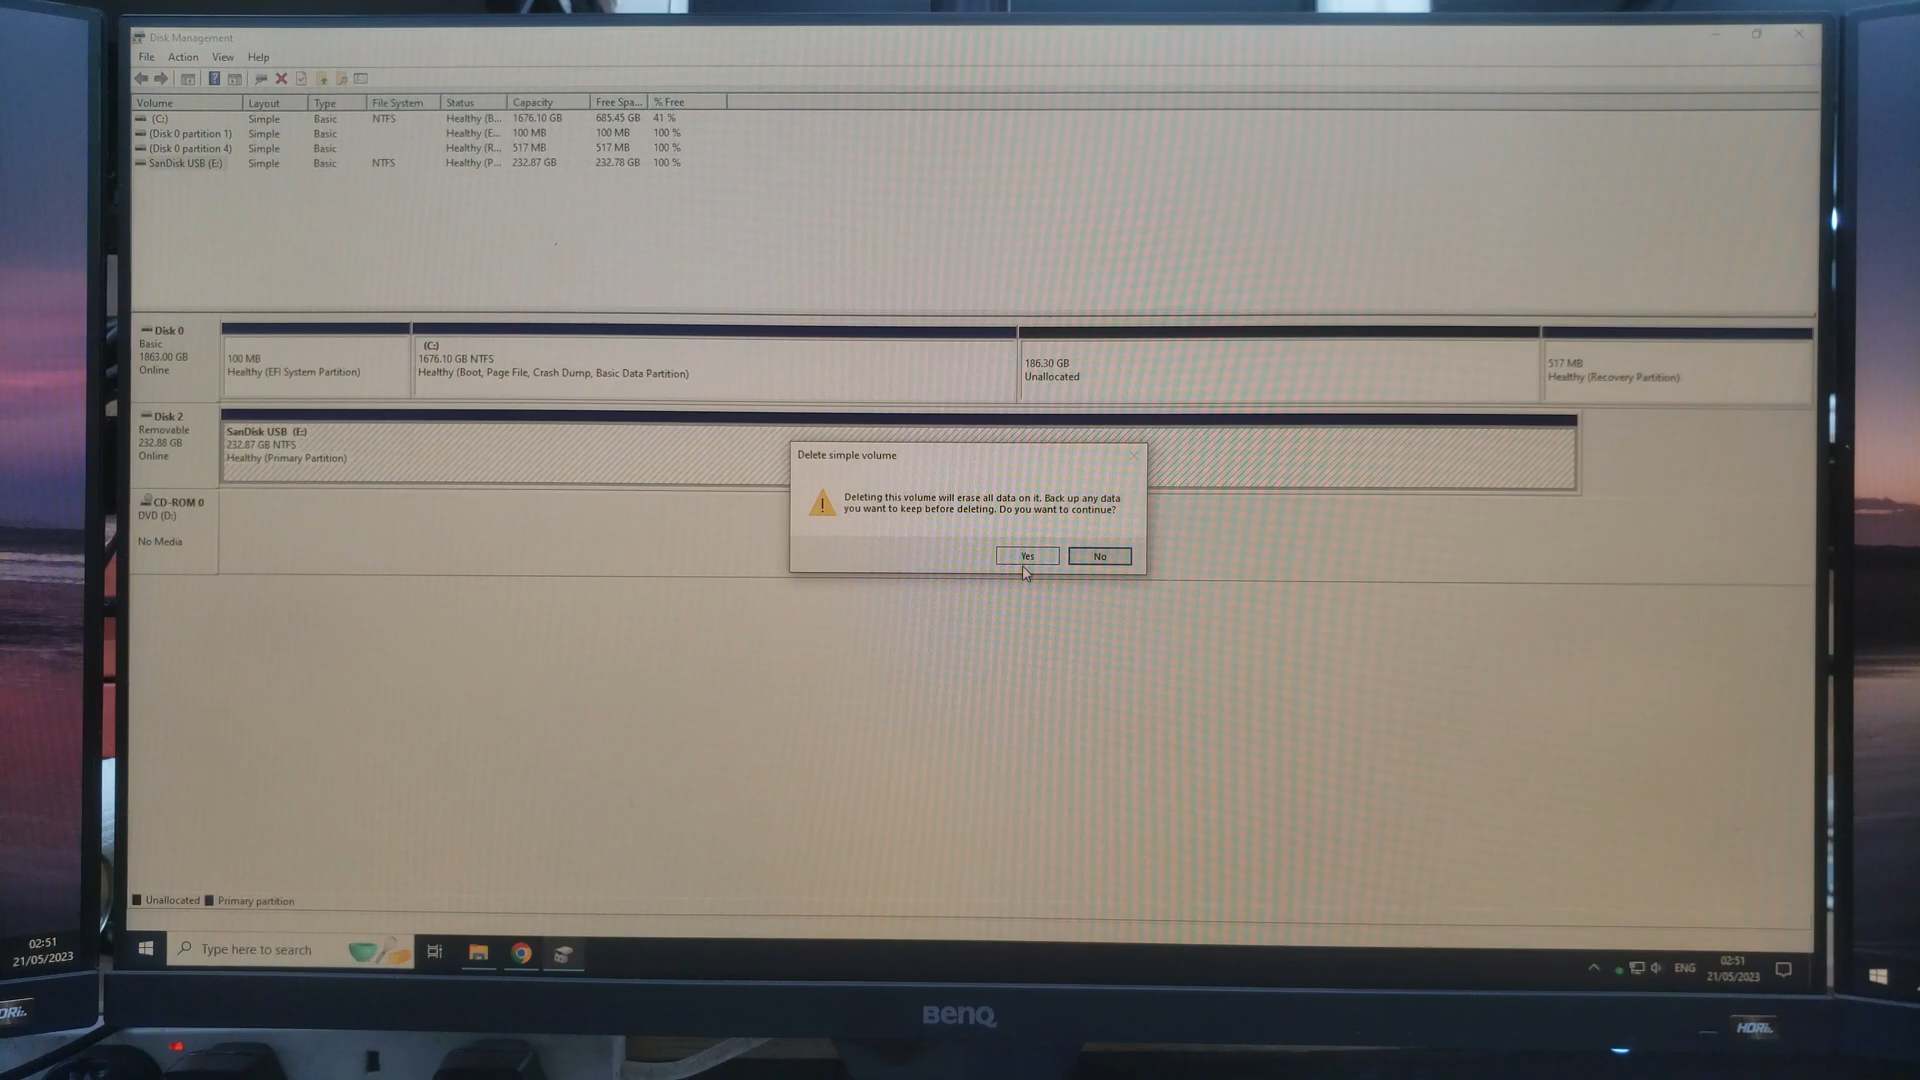 Disk Management
File Action View Help
Volume Layout Type File System Status Capacity Free Spa... % Free
(C:) Simple Basic NTFS Healthy (B... 1676.10 GB 685.45 GB 41 %
(Disk 0 partition 1) Simple Basic Healthy (E... 100 MB 100 MB 100 %
(Disk 0 partition 4) Simple Basic Healthy (R... 517 MB 517 MB 100 %
SanDisk USB (E:) Simple Basic NTFS Healthy (P... 232.87 GB 232.78 GB 100 %
Disk 0
Basic
1863.00 GB
Online
100 MB
Healthy (EFI System Partition)
(C:)
1676.10 GB NTFS
Healthy (Boot, Page File, Crash Dump, Basic Data Partition)
186.30 GB
Unallocated
517 MB
Healthy (Recovery Partition)
Disk 2
Removable
232.88 GB
Online
SanDisk USB (E:)
232.87 GB NTFS
Healthy (Primary Partition)
CD-ROM 0
DVD (D:)
No Media
Delete simple volume
Deleting this volume will erase all data on it. Back up any data
you want to keep before deleting. Do you want to continue?
Yes No
Unallocated Primary partition
Type here to search
ENG
02:51
21/05/2023
02:51
21/05/2023
BenQ
HDRi